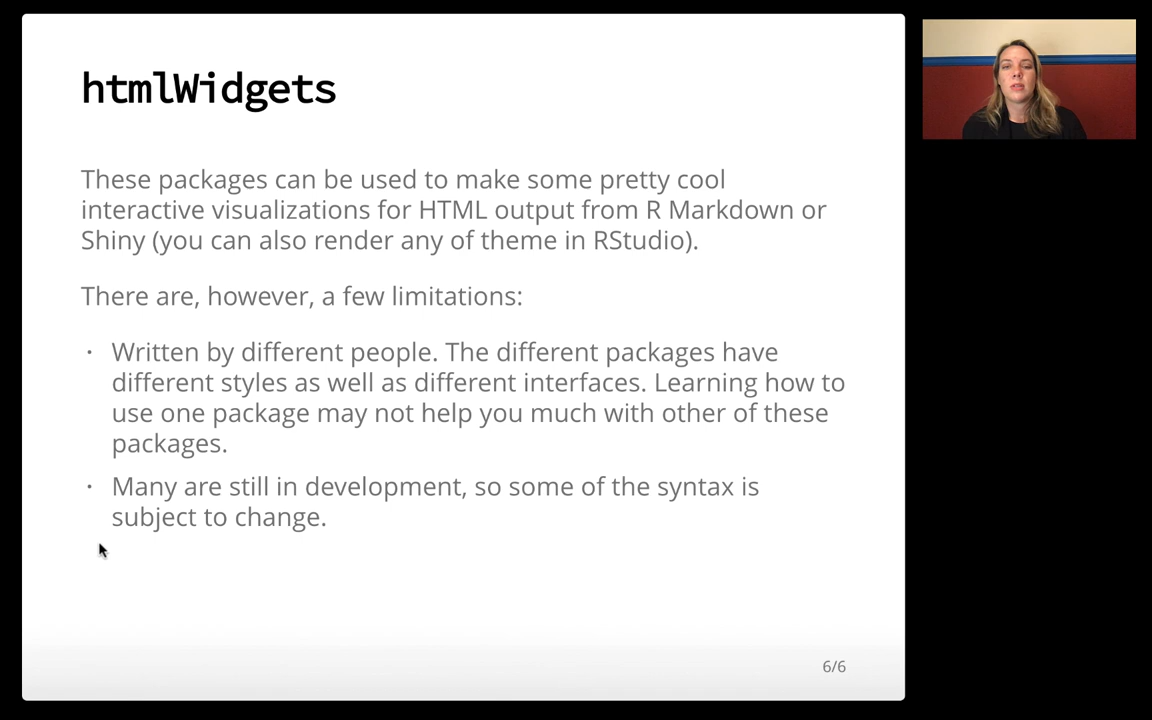 htmlWidgets
These packages can be used to make some pretty cool
interactive visualizations for HTML output from R Markdown or
Shiny (you can also render any of theme in RStudio).
There are, however, a few limitations:
· Written by different people. The different packages have
different styles as well as different interfaces. Learning how to
use one package may not help you much with other of these
packages.
· Many are still in development, so some of the syntax is
subject to change.
6/6